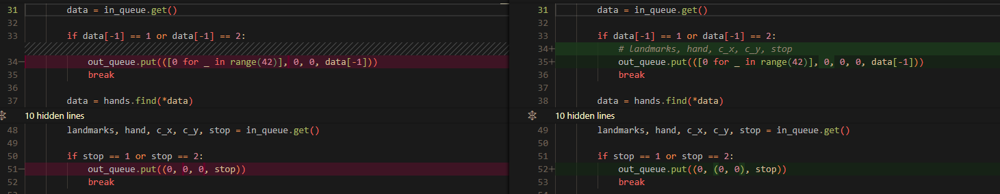 31 data = in_queue.get()
32
33 if data[-1] == 1 or data[-1] == 2:
34— out_queue.put(([0 for _ in range(42)], 0, 0, data[-1]))
35 break
36
37 data = hands.find(*data)
10 hidden lines
48 landmarks, hand, c_x, c_y, stop = in_queue.get()
49
50 if stop == 1 or stop == 2:
51— out_queue.put((0, 0, 0, stop))
52 break
31 data = in_queue.get()
32
33 if data[-1] == 1 or data[-1] == 2:
34+ # landmarks, hand, c_x, c_y, stop
35+ out_queue.put(([0 for _ in range(42)], 0, 0, 0, data[-1]))
36 break
37
38 data = hands.find(*data)
10 hidden lines
49 landmarks, hand, c_x, c_y, stop = in_queue.get()
50
51 if stop == 1 or stop == 2:
52+ out_queue.put((0, (0, 0), stop))
53 break